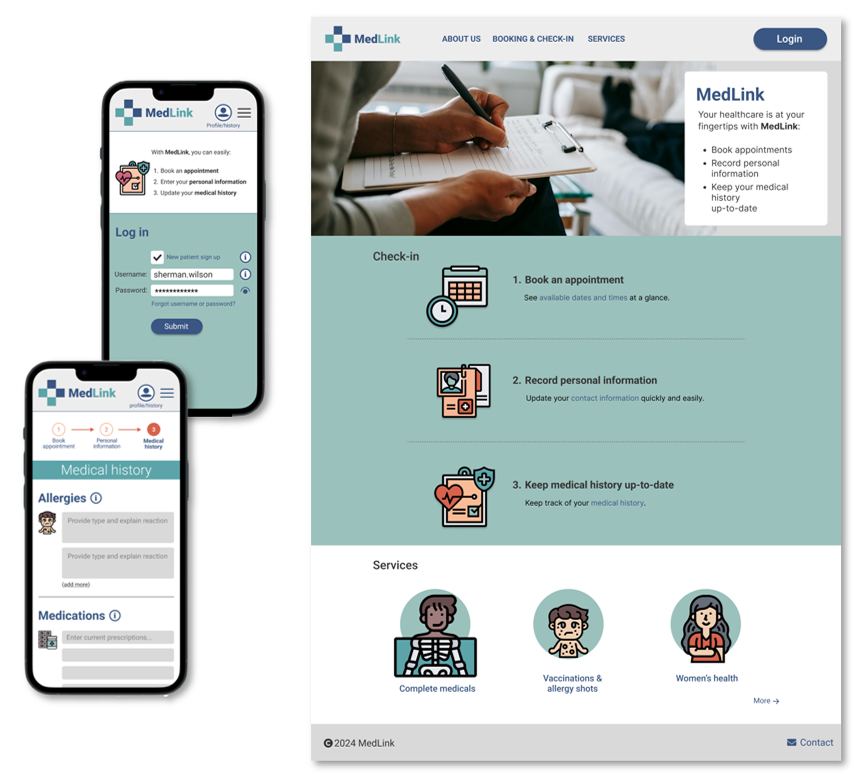 MedLink
Profile/history
With MedLink, you can easily:
1. Book an appointment
2. Enter your personal information
3. Update your medical history
Log in
New patient sign up
Username: sherman.wilson
Password: ************
Forgot username or password?
Submit
MedLink
profile/history
1 2 3
Book appointment
Personal information
Medical history
Medical history
Allergies
Provide type and explain reaction
Provide type and explain reaction
(add more)
Medications
Enter current prescriptions...
MedLink
ABOUT US BOOKING & CHECK-IN SERVICES
Login
MedLink
Your healthcare is at your
fingertips with MedLink:
• Book appointments
• Record personal
information
• Keep your medical
history
up-to-date
Check-in
1. Book an appointment
See available dates and times at a glance.
2. Record personal information
Update your contact information quickly and easily.
3. Keep medical history up-to-date
Keep track of your medical history.
Services
Complete medicals
Vaccinations &
allergy shots
Women's health
More →
© 2024 MedLink
Contact